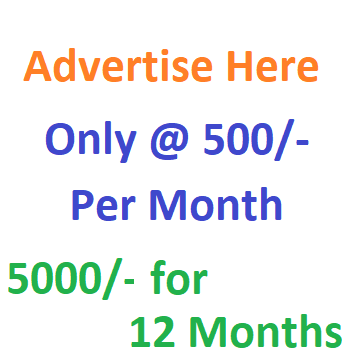 Advertise Here
Only @ 500/-
Per Month
5000/- for
12 Months